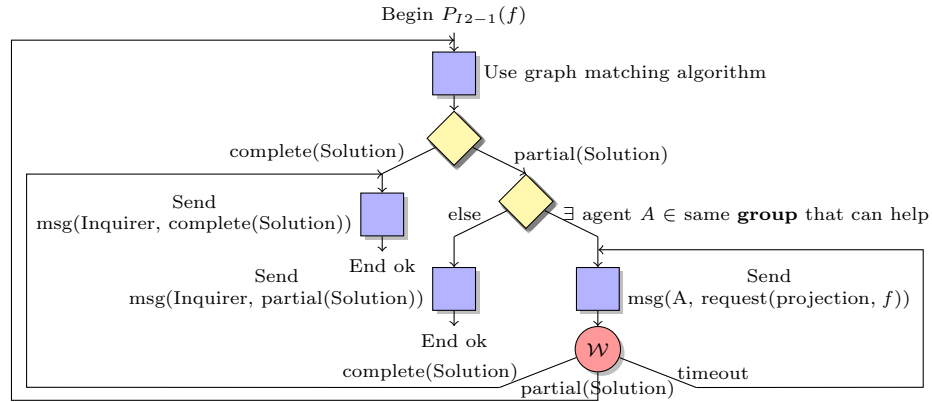 Begin P_{I2−1}(f)
Use graph matching algorithm
complete(Solution)
partial(Solution)
Send
msg(Inquirer, complete(Solution))
else
∃ agent A ∈ same group that can help
End ok
Send
msg(Inquirer, partial(Solution))
Send
msg(A, request(projection, f))
End ok
W
complete(Solution)
timeout
partial(Solution)